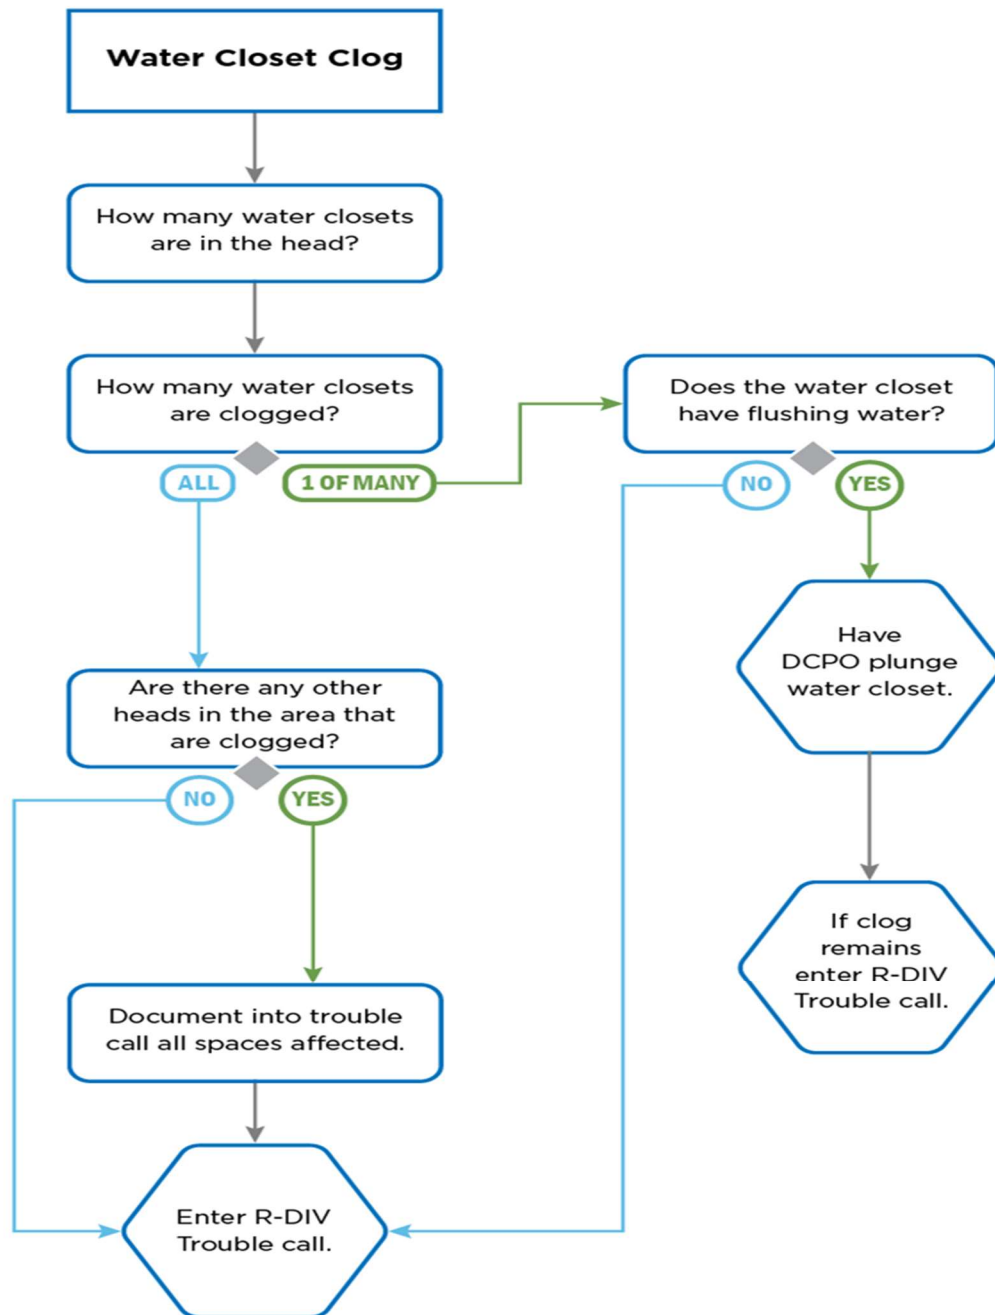 Water Closet Clog
How many water closets
are in the head?
How many water closets
are clogged?
ALL
1 OF MANY
Does the water closet
have flushing water?
NO
YES
Have
DCPO plunge
water closet.
If clog
remains
enter R-DIV
Trouble call.
Are there any other
heads in the area that
are clogged?
NO
YES
Document into trouble
call all spaces affected.
Enter R-DIV
Trouble call.